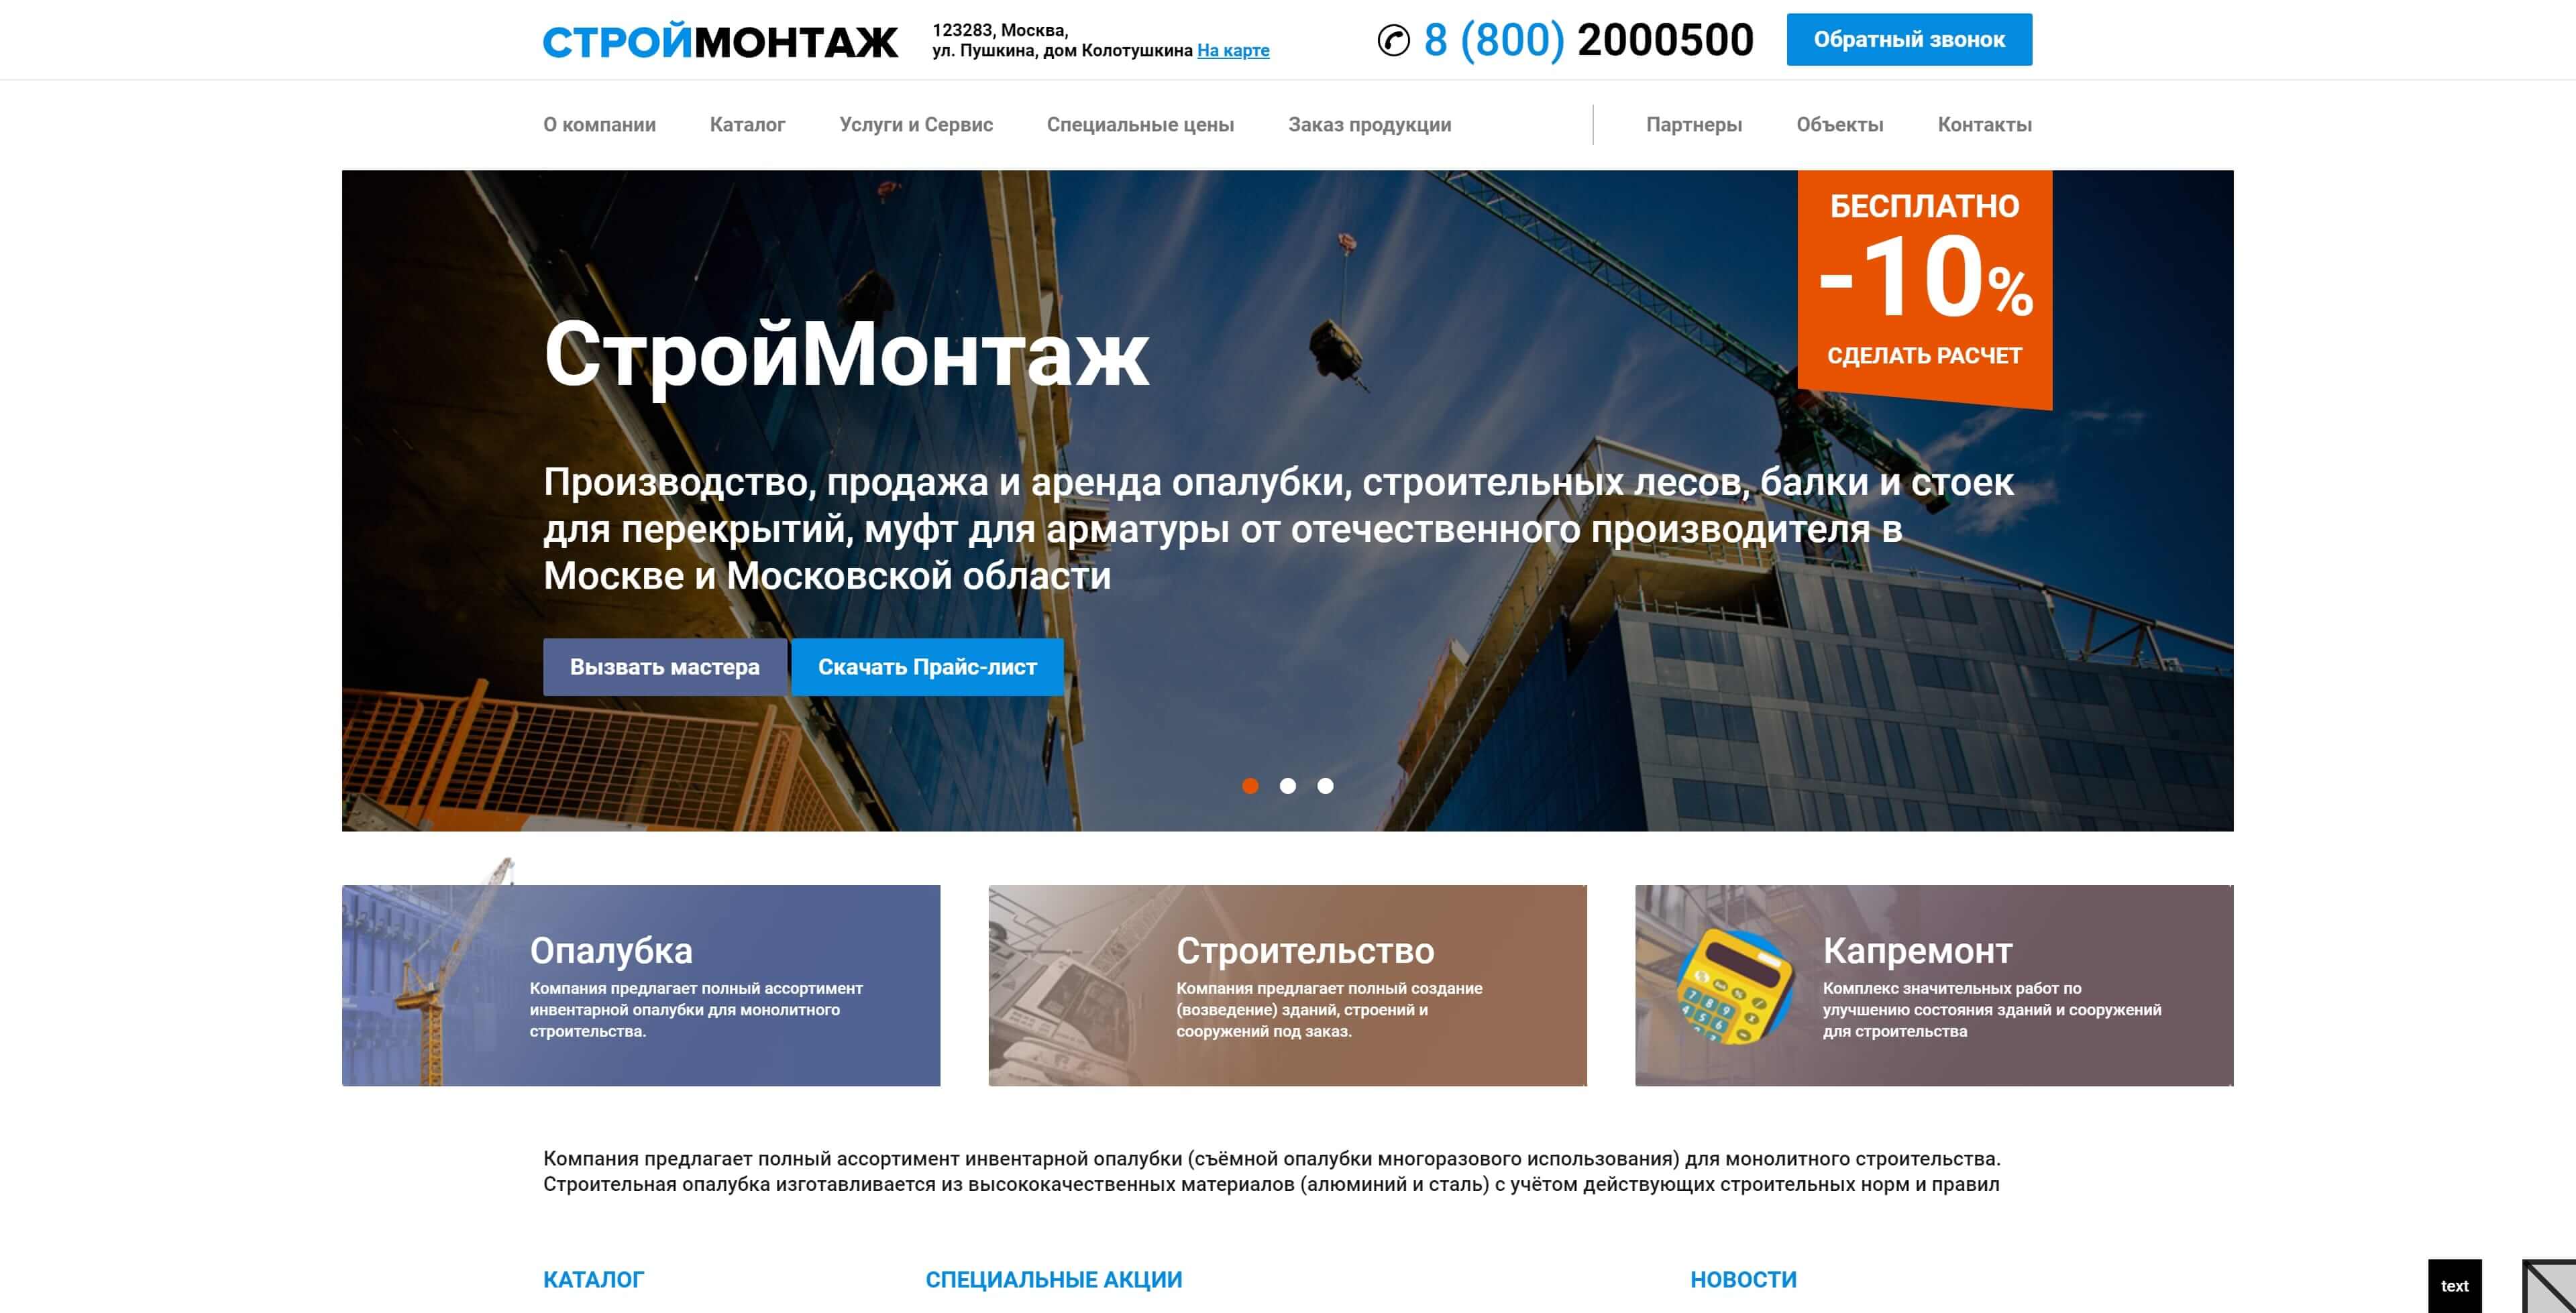 СТРОЙМОНТАЖ
123283, Москва,
ул. Пушкина, дом Колотушкина На карте
8 (800) 2000500
Обратный звонок
О компании
Каталог
Услуги и Сервис
Специальные цены
Заказ продукции
Партнеры
Объекты
Контакты
БЕСПЛАТНО
-10%
СДЕЛАТЬ РАСЧЕТ
СтройМонтаж
Производство, продажа и аренда опалубки, строительных лесов, балки и стоек
для перекрытий, муфт для арматуры от отечественного производителя в
Москве и Московской области
Вызвать мастера
Скачать Прайс-лист
Опалубка
Компания предлагает полный ассортимент
инвентарной опалубки для монолитного
строительства.
Строительство
Компания предлагает полный создание
(возведение) зданий, строений и
сооружений под заказ.
Капремонт
Комплекс значительных работ по
улучшению состояния зданий и сооружений
для строительства
Компания предлагает полный ассортимент инвентарной опалубки (съёмной опалубки многоразового использования) для монолитного строительства.
Строительная опалубка изготавливается из высококачественных материалов (алюминий и сталь) с учётом действующих строительных норм и правил
КАТАЛОГ
СПЕЦИАЛЬНЫЕ АКЦИИ
НОВОСТИ
text